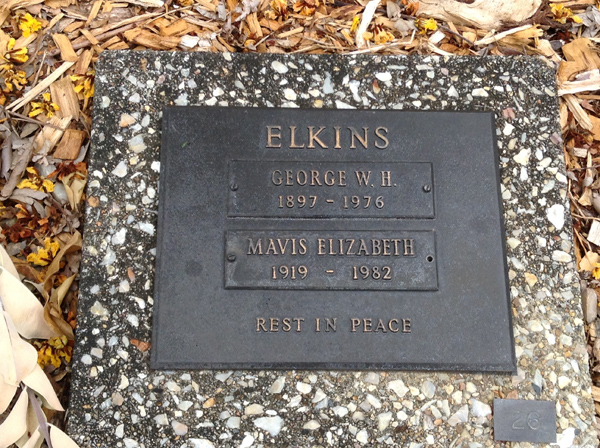 ELKINS
GEORGE W. H.
1897 - 1976
MAVIS ELIZABETH
1919 - 1982
REST IN PEACE
26